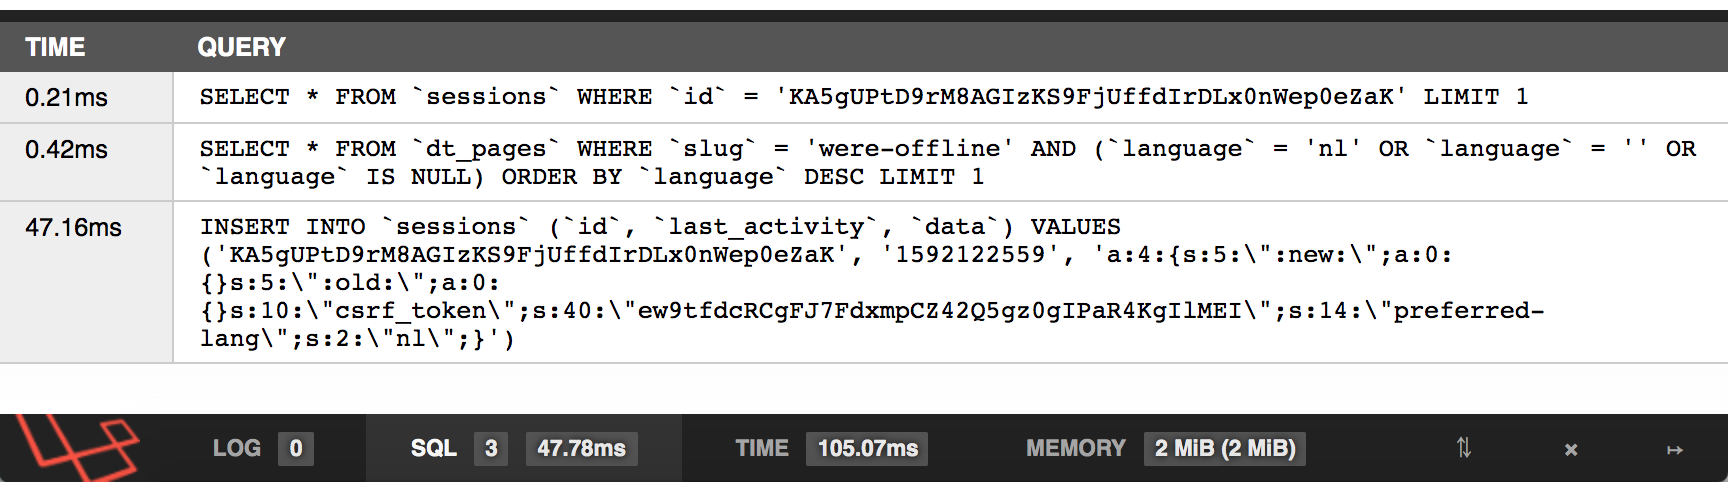 TIME QUERY
0.21ms SELECT * FROM `sessions` WHERE `id` = 'KA5gUPtD9rM8AGIzKS9FjUffdIrDLx0nWep0eZaK' LIMIT 1
0.42ms SELECT * FROM `dt_pages` WHERE `slug` = 'were-offline' AND (`language` = 'nl' OR `language` = '' OR
`language` IS NULL) ORDER BY `language` DESC LIMIT 1
47.16ms INSERT INTO `sessions` (`id`, `last_activity`, `data`) VALUES
('KA5gUPtD9rM8AGIzKS9FjUffdIrDLx0nWep0eZaK', '1592122559', 'a:4:{s:5:\":new:\";a:0:
{}s:5:\":old:\";a:0:
{}s:10:\"csrf_token\";s:40:\"ew9tfdcRCgFJ7FdxmpCZ42Q5gz0gIPaR4KgIlMEI\";s:14:\"preferred-
lang\";s:2:\"nl\";}')
LOG 0 SQL 3 47.78ms TIME 105.07ms MEMORY 2 MiB (2 MiB)